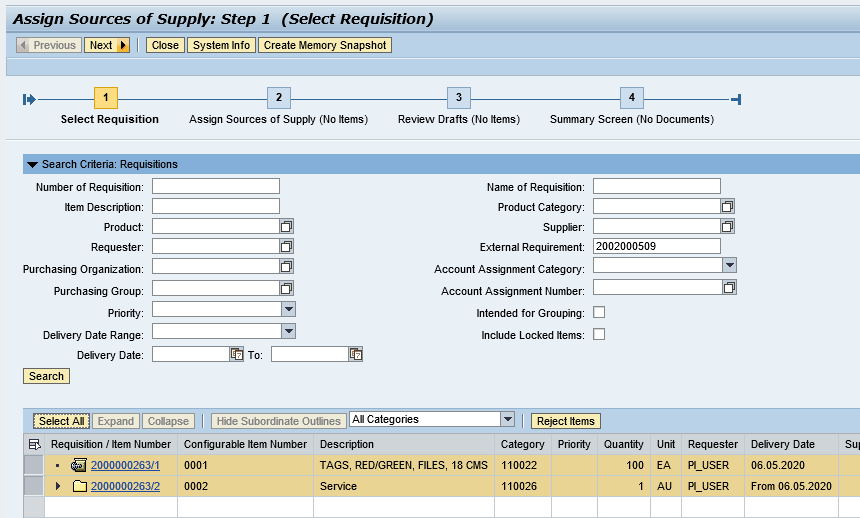 Assign Sources of Supply: Step 1 (Select Requisition)
Previous Next Close System Info Create Memory Snapshot
1 2 3 4
Select Requisition Assign Sources of Supply (No Items) Review Drafts (No Items) Summary Screen (No Documents)
Search Criteria: Requisitions
Number of Requisition: Name of Requisition:
Item Description: Product Category:
Product: Supplier:
Requester: External Requirement: 2002000509
Purchasing Organization: Account Assignment Category:
Purchasing Group: Account Assignment Number:
Priority: Intended for Grouping:
Delivery Date Range: Include Locked Items:
Delivery Date: To:
Search
Select All Expand Collapse Hide Subordinate Outlines All Categories Reject Items
Requisition / Item Number Configurable Item Number Description Category Priority Quantity Unit Requester Delivery Date Sup
2000000263/1 0001 TAGS, RED/GREEN, FILES, 18 CMS 110022 100 EA PI_USER 06.05.2020
2000000263/2 0002 Service 110026 1 AU PI_USER From 06.05.2020